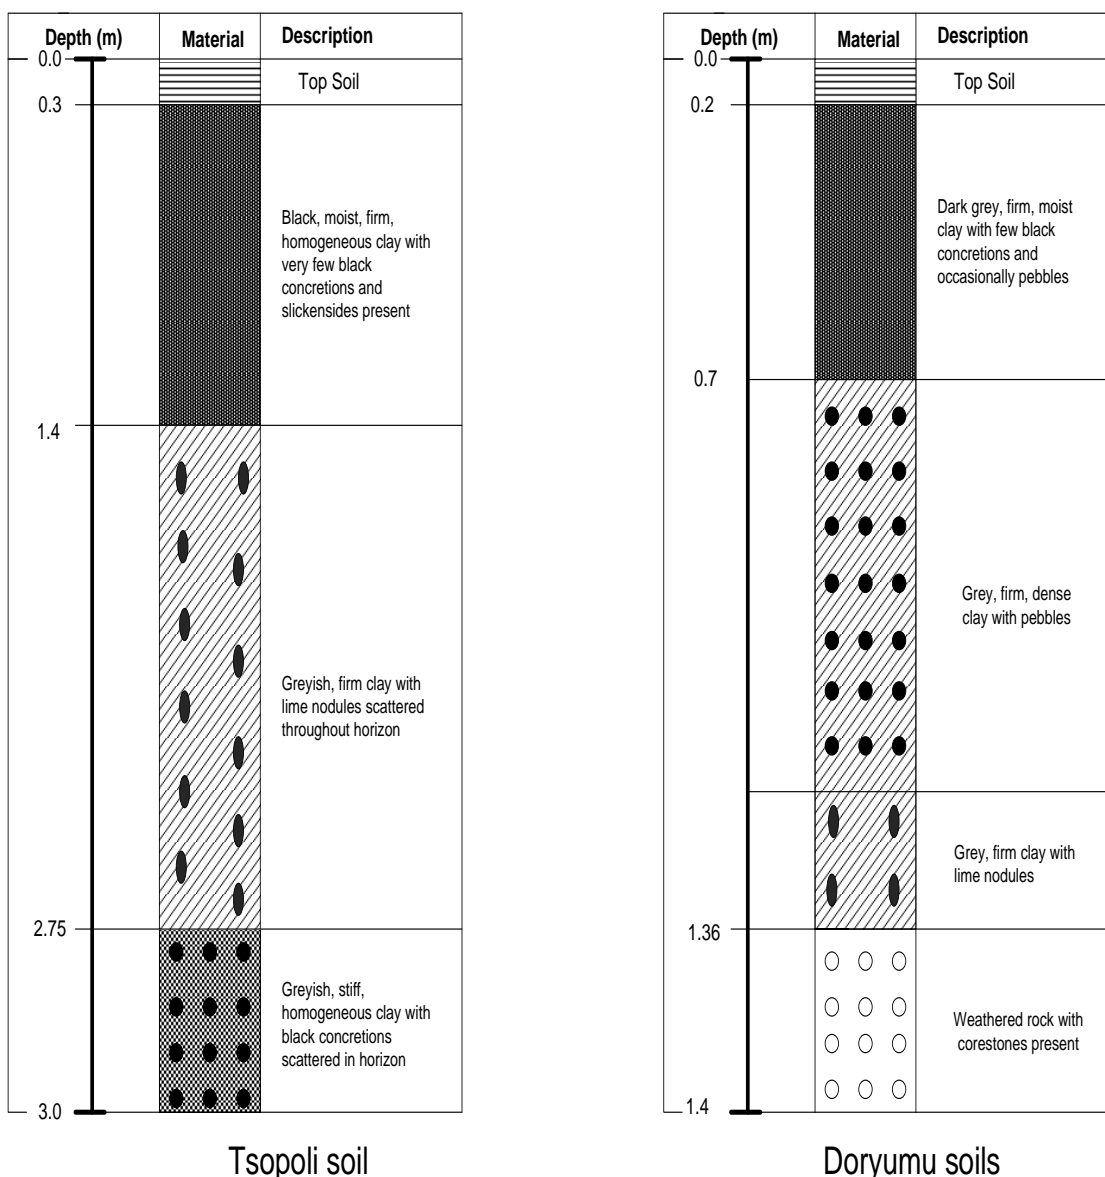 Depth (m)
Material
Description
0.0
Top Soil
0.3
Black, moist, firm,
homogeneous clay with
very few black
concretions and
slickensides present
1.4
Greyish, firm clay with
lime nodules scattered
throughout horizon
2.75
Greyish, stiff,
homogeneous clay with
black concretions
scattered in horizon
3.0
Tsopoli soil
Depth (m)
Material
Description
0.0
Top Soil
0.2
Dark grey, firm, moist
clay with few black
concretions and
occasionally pebbles
0.7
Grey, firm, dense
clay with pebbles
Grey, firm clay with
lime nodules
1.36
Weathered rock with
corestones present
1.4
Doryumu soils